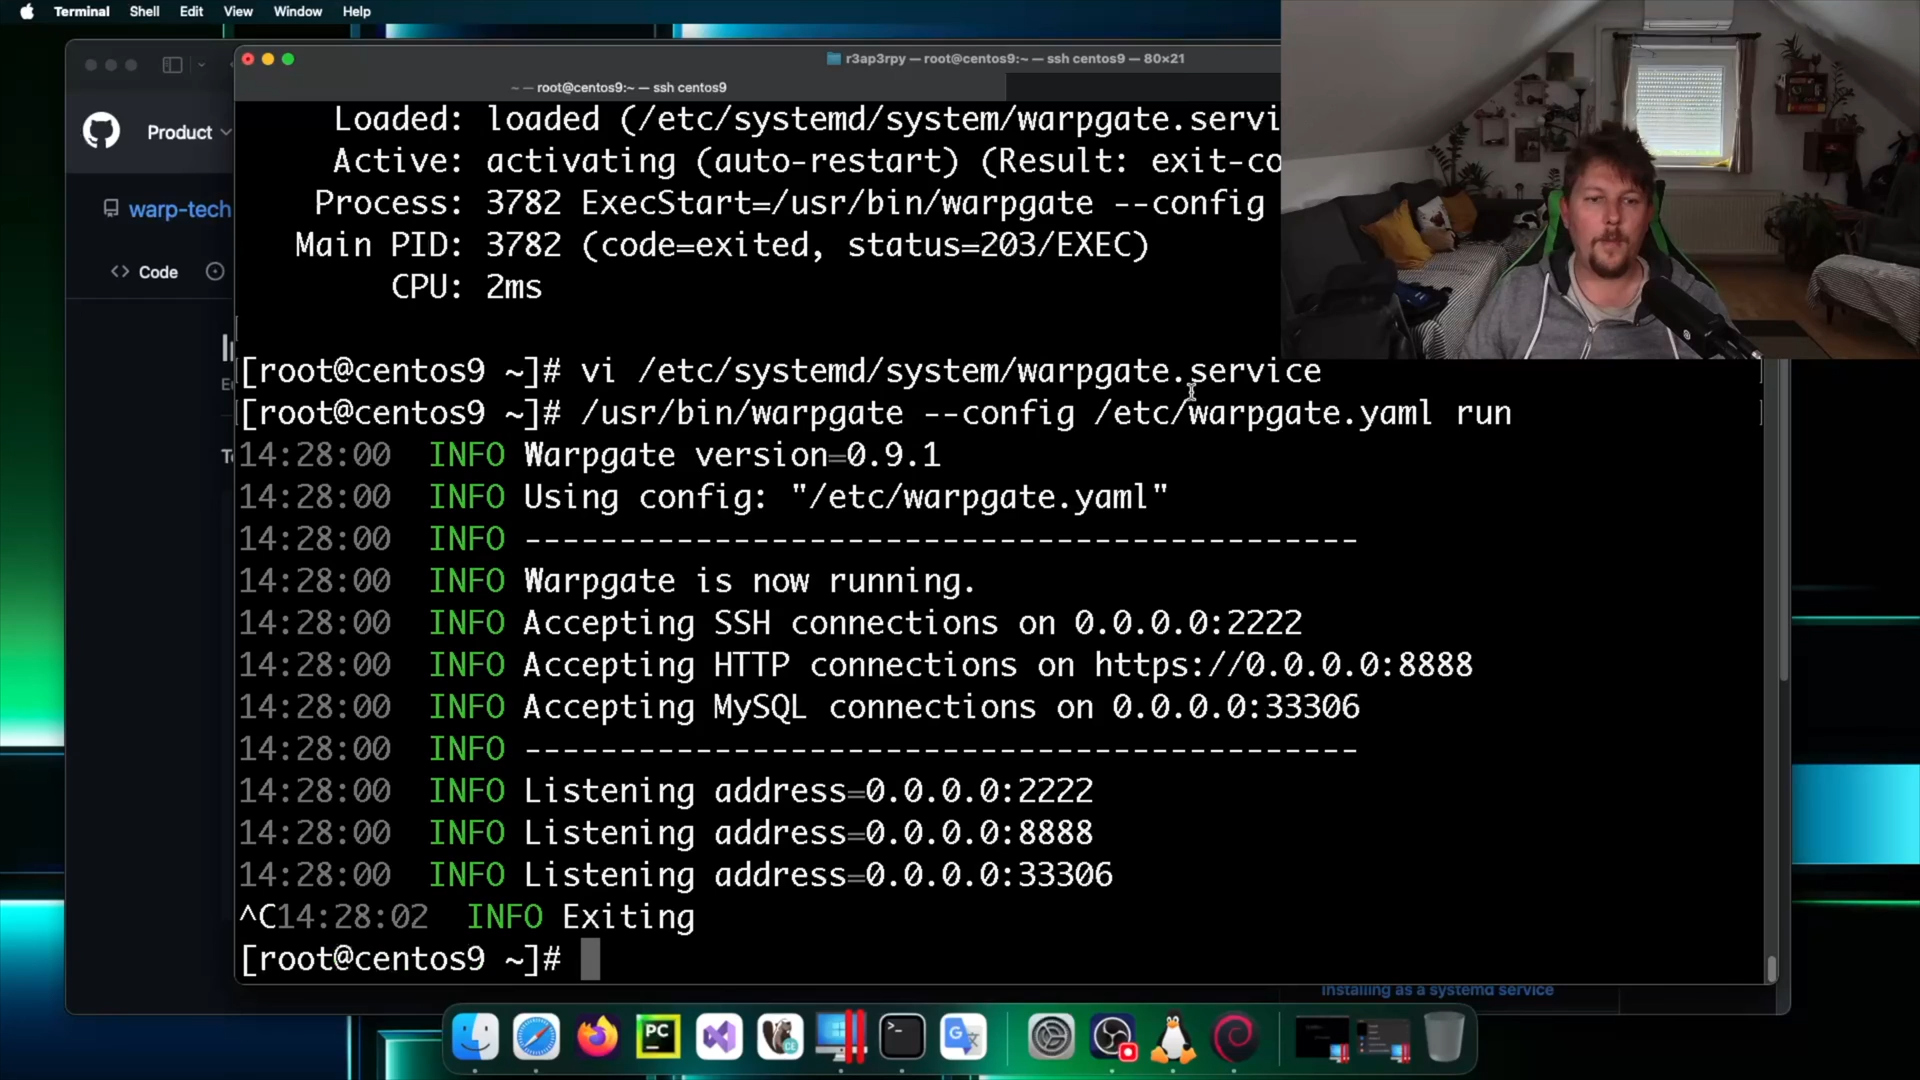 Terminal Shell Edit View Window Help
r3ap3rpy — root@centos9:~ — ssh centos9 — 80×21
~ — root@centos9:~ — ssh centos9
Product
warp-tech
Code
Loaded: loaded (/etc/systemd/system/warpgate.servi
Active: activating (auto-restart) (Result: exit-co
Process: 3782 ExecStart=/usr/bin/warpgate --config
Main PID: 3782 (code=exited, status=203/EXEC)
CPU: 2ms
[root@centos9 ~]# vi /etc/systemd/system/warpgate.service
[root@centos9 ~]# /usr/bin/warpgate --config /etc/warpgate.yaml run
14:28:00 INFO Warpgate version=0.9.1
14:28:00 INFO Using config: "/etc/warpgate.yaml"
14:28:00 INFO --------------------------------------------
14:28:00 INFO Warpgate is now running.
14:28:00 INFO Accepting SSH connections on 0.0.0.0:2222
14:28:00 INFO Accepting HTTP connections on https://0.0.0.0:8888
14:28:00 INFO Accepting MySQL connections on 0.0.0.0:33306
14:28:00 INFO --------------------------------------------
14:28:00 INFO Listening address=0.0.0.0:2222
14:28:00 INFO Listening address=0.0.0.0:8888
14:28:00 INFO Listening address=0.0.0.0:33306
^C14:28:02 INFO Exiting
[root@centos9 ~]#
Installing as a systemd service
PC
CE